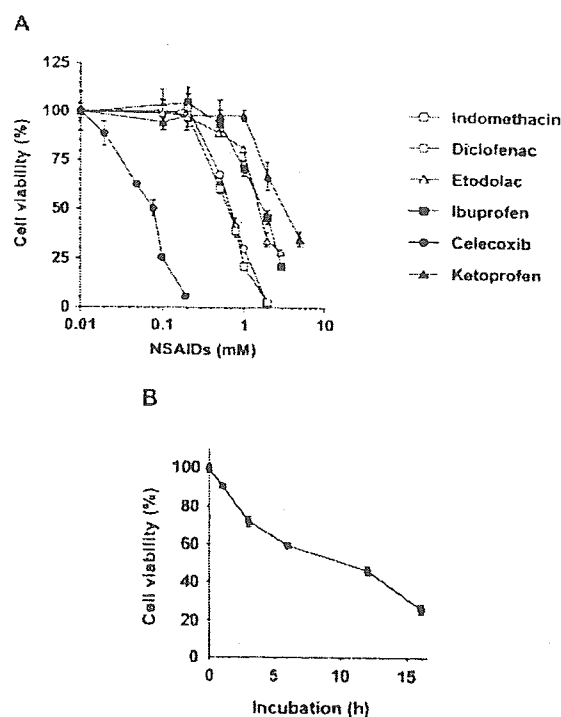 A
125
100
75
50
25
0
Cell viability (%)
0.01
0.1
1
10
NSAIDs (mM)
Indomethacin
Diclofenac
Etodolac
Ibuprofen
Celecoxib
Ketoprofen
B
100
80
60
40
20
0
Cell viability (%)
0
5
10
15
Incubation (h)